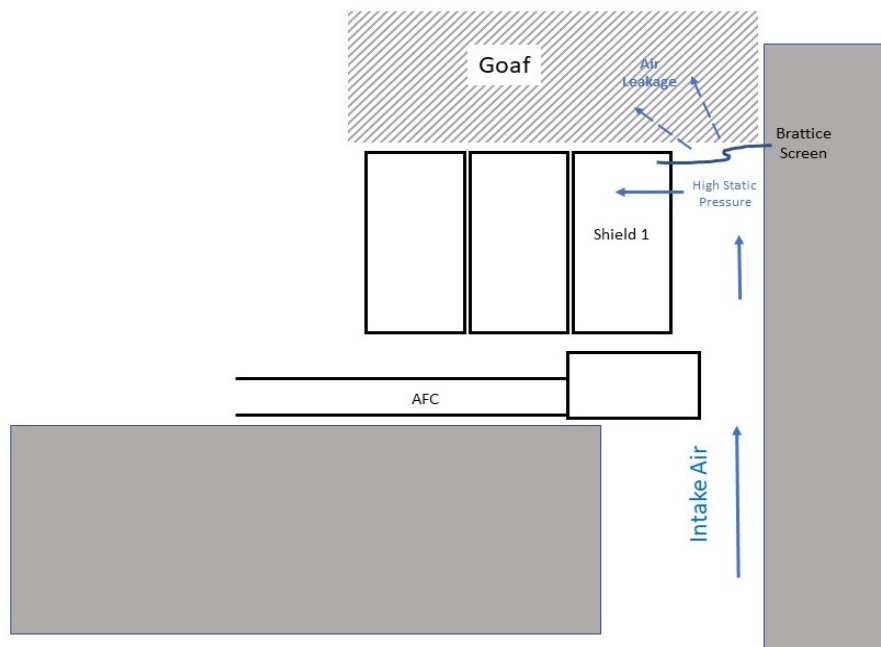 Goaf
Air
Leakage
Brattice
Screen
High Static
Pressure
Shield 1
AFC
Intake Air